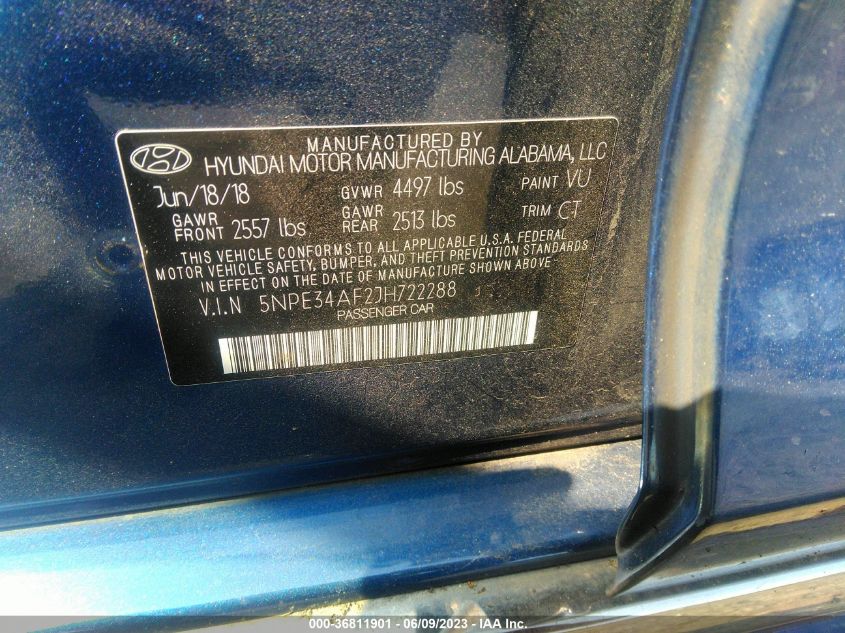 MANUFACTURED BY
HYUNDAI MOTOR MANUFACTURING ALABAMA, LLC
Jun/18/18 GVWR 4497 lbs PAINT VU
GAWR FRONT 2557 lbs GAWR REAR 2513 lbs TRIM CT
THIS VEHICLE CONFORMS TO ALL APPLICABLE U.S.A. FEDERAL
MOTOR VEHICLE SAFETY, BUMPER, AND THEFT PREVENTION STANDARDS
IN EFFECT ON THE DATE OF MANUFACTURE SHOWN ABOVE
V.I.N 5NPE34AF2JH722288
PASSENGER CAR
000-36811901 - 06/09/2023 - IAA Inc.